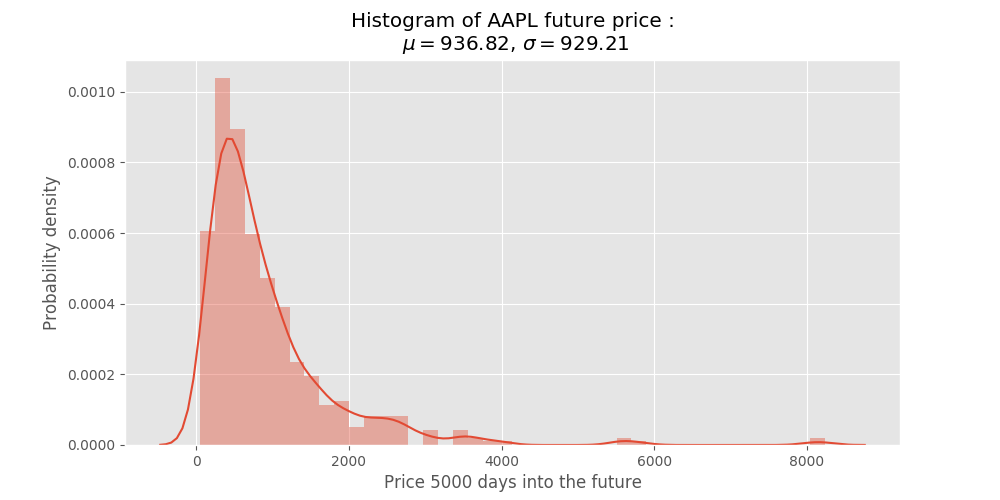 Histogram of AAPL future price :
μ = 936.82, σ = 929.21
0.0010
0.0008
0.0006
0.0004
0.0002
0.0000
Probability density
0 2000 4000 6000 8000
Price 5000 days into the future